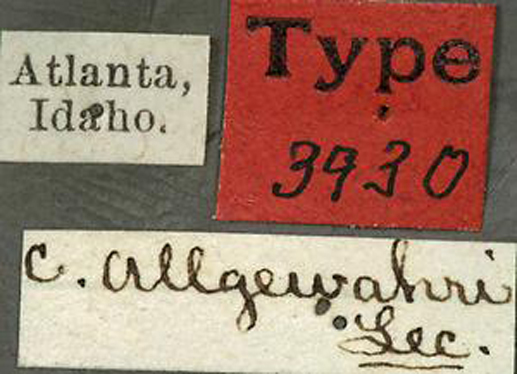 Atlanta,
Idaho.
Type
3930
C. Allgewahri
Lec.